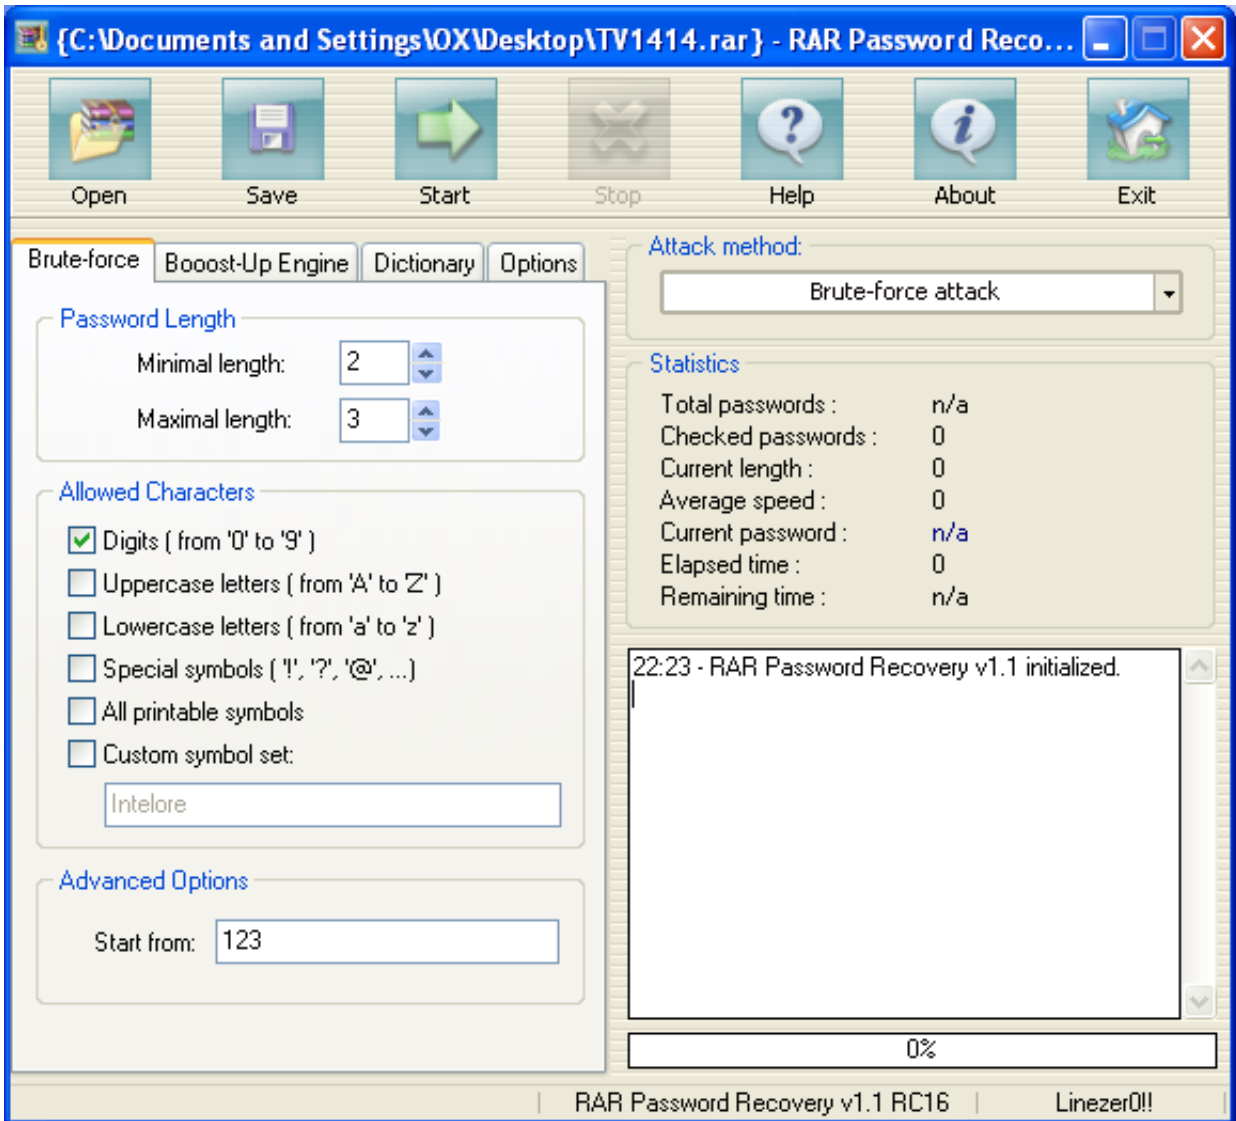 {C:\Documents and Settings\OX\Desktop\TV1414.rar} - RAR Password Reco...
Open Save Start Stop Help About Exit
Brute-force Booost-Up Engine Dictionary Options
Password Length
Minimal length: 2
Maximal length: 3
Allowed Characters
Digits ( from '0' to '9' )
Uppercase letters ( from 'A' to 'Z' )
Lowercase letters ( from 'a' to 'z' )
Special symbols ( '!', '?', '@', ...)
All printable symbols
Custom symbol set:
Intelore
Advanced Options
Start from: 123
Attack method:
Brute-force attack
Statistics
Total passwords : n/a
Checked passwords : 0
Current length : 0
Average speed : 0
Current password : n/a
Elapsed time : 0
Remaining time : n/a
22:23 - RAR Password Recovery v1.1 initialized.
0%
RAR Password Recovery v1.1 RC16 Linezer0!!